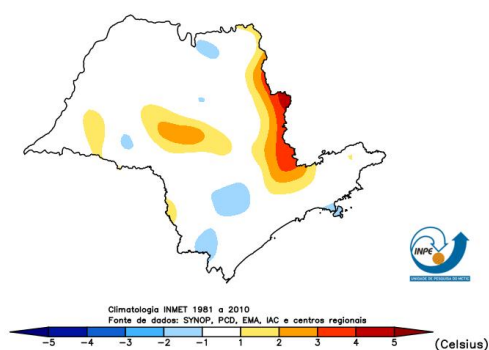 INPE
Climatologia INMET 1981 a 2010
Fonte de dados: SYNOP, PCD, EMA, IAC e centros regionais
-5 -4 -3 -2 -1 1 2 3 4 5 (Celsius)